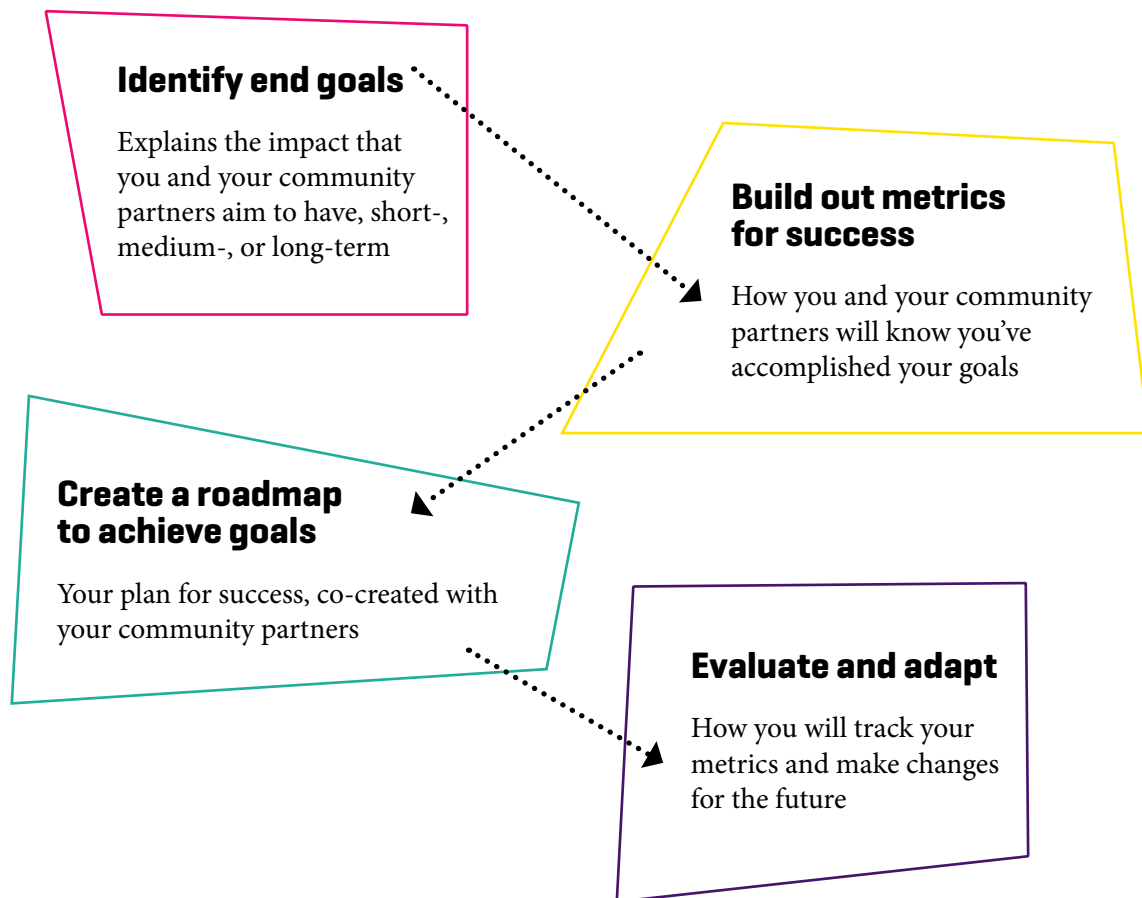 Identify end goals
Explains the impact that
you and your community
partners aim to have, short-,
medium-, or long-term
Build out metrics
for success
How you and your community
partners will know you’ve
accomplished your goals
Create a roadmap
to achieve goals
Your plan for success, co-created with
your community partners
Evaluate and adapt
How you will track your
metrics and make changes
for the future